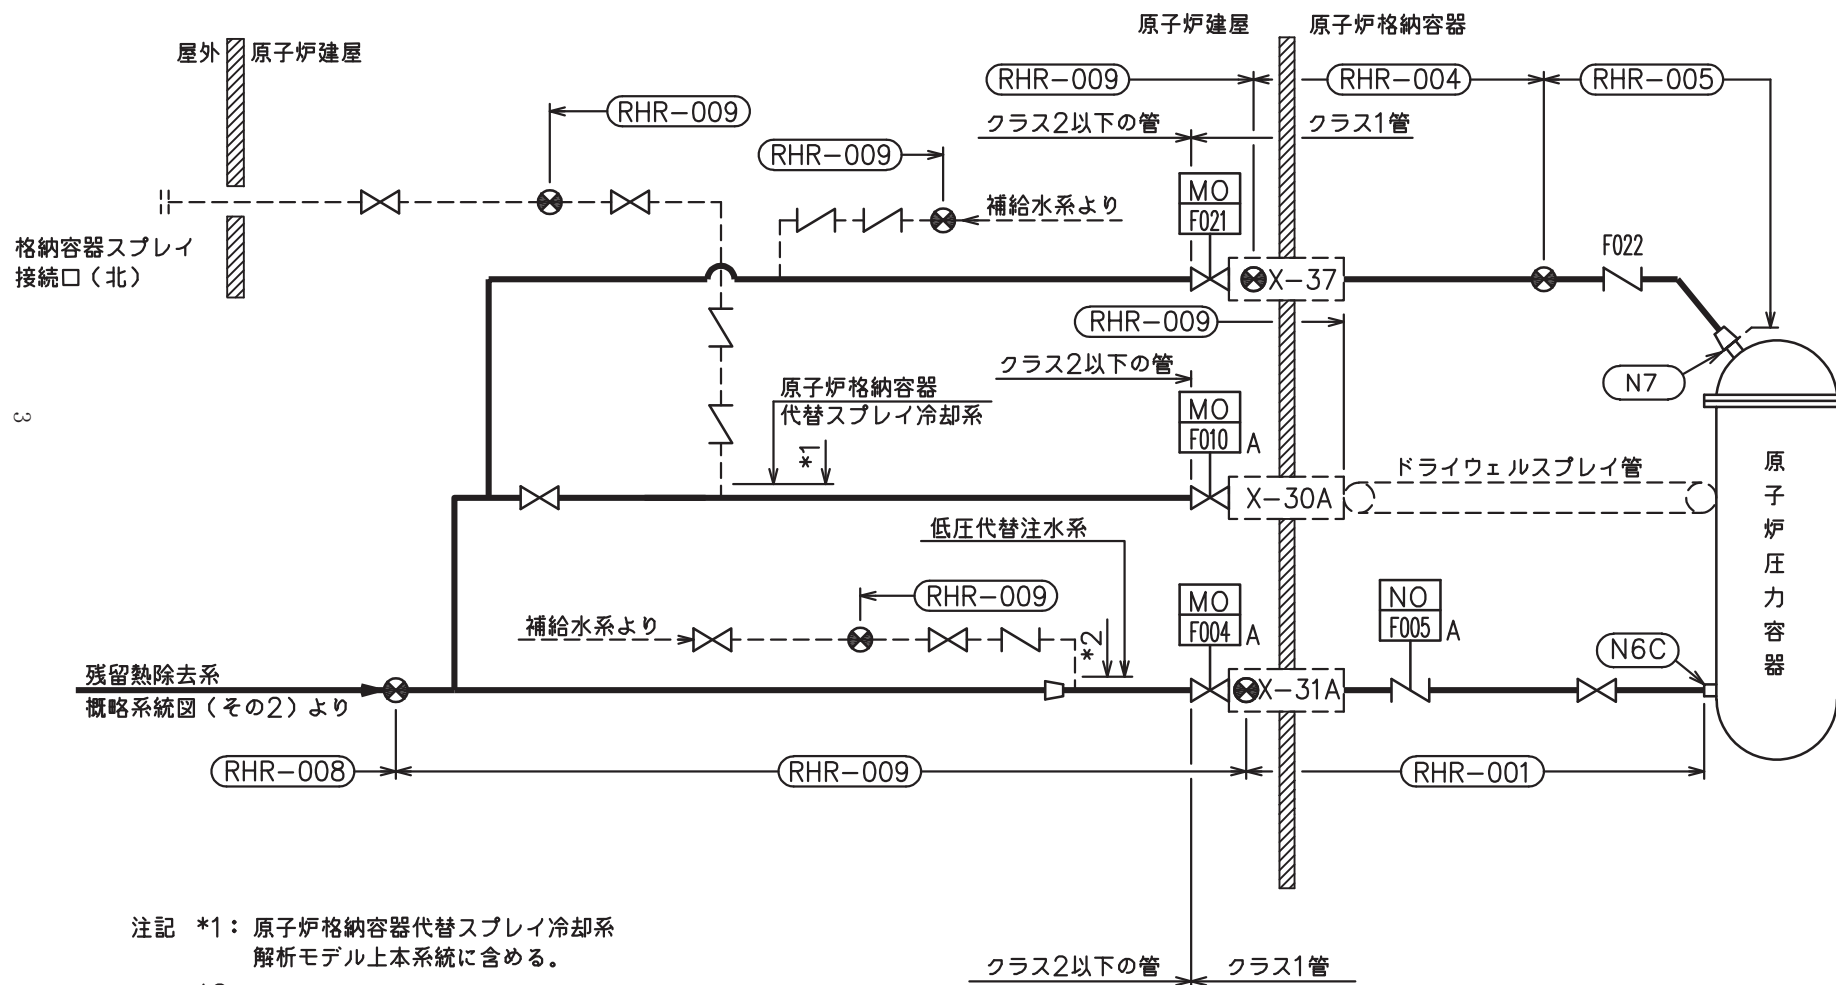 原子炉建屋
原子炉格納容器
屋外
原子炉建屋
RHR-009
RHR-004
RHR-005
RHR-009
クラス2以下の管
クラス1管
RHR-009
MO
F021
補給水系より
格納容器スプレイ
接続口(北)
F022
X-37
RHR-009
クラス2以下の管
N7
原子炉格納容器
代替スプレイ冷却系
*1
MO
F010
A
3
ドライウェルスプレイ管
X-30A
原子炉圧力容器
低圧代替注水系
RHR-009
補給水系より
*2
MO
F004
A
NO
F005
A
N6C
残留熱除去系
概略系統図(その2)より
X-31A
RHR-008
RHR-009
RHR-001
注記 *1:原子炉格納容器代替スプレイ冷却系
解析モデル上本系統に含める。
クラス2以下の管
クラス1管